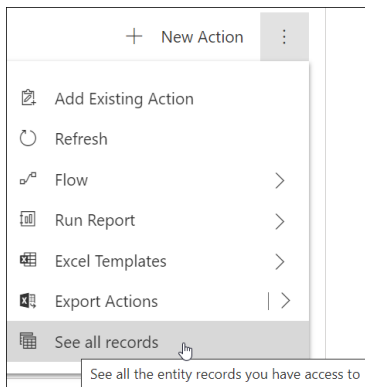 + New Action
Add Existing Action
Refresh
Flow
Run Report
Excel Templates
Export Actions
See all records
See all the entity records you have access to